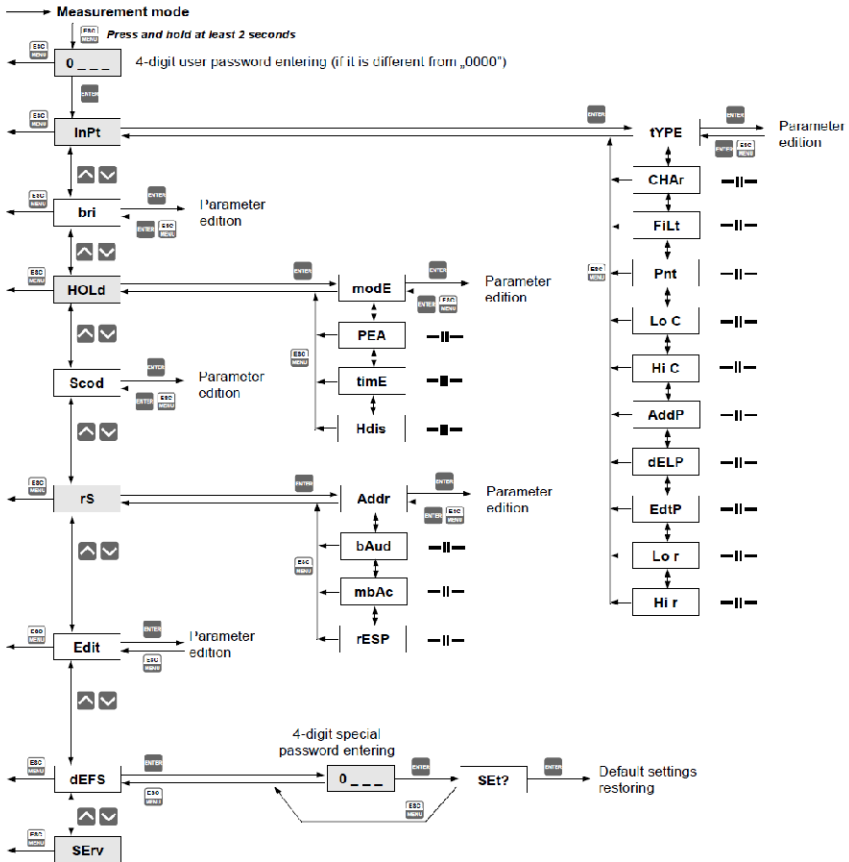 Measurement mode
ESC
MENU
Press and hold at least 2 seconds
ESC
MENU
0 _ _ _
4-digit user password entering (if it is different from „0000")
ENTER
ESC
MENU
InPt
ENTER
tYPE
ENTER
ENTER
ESC
MENU
Parameter
edition
CHAr
FiLt
ESC
MENU
Pnt
Lo C
Hi C
AddP
dELP
EdtP
Lo r
Hi r
ESC
MENU
bri
ENTER
ENTER
ESC
MENU
Parameter
edition
ESC
MENU
HOLd
ENTER
modE
ENTER
ENTER
ESC
MENU
Parameter
edition
PEA
ESC
MENU
timE
Hdis
ESC
MENU
Scod
ENTER
ENTER
ESC
MENU
Parameter
edition
ESC
MENU
rS
ENTER
Addr
ENTER
ENTER
ESC
MENU
Parameter
edition
bAud
ESC
MENU
mbAc
rESP
ESC
MENU
Edit
ENTER
ESC
MENU
Parameter
edition
4-digit special
password entering
ESC
MENU
dEFS
ENTER
ESC
MENU
0 _ _ _
ENTER
ESC
MENU
SEt?
ENTER
Default settings
restoring
ESC
MENU
SErv